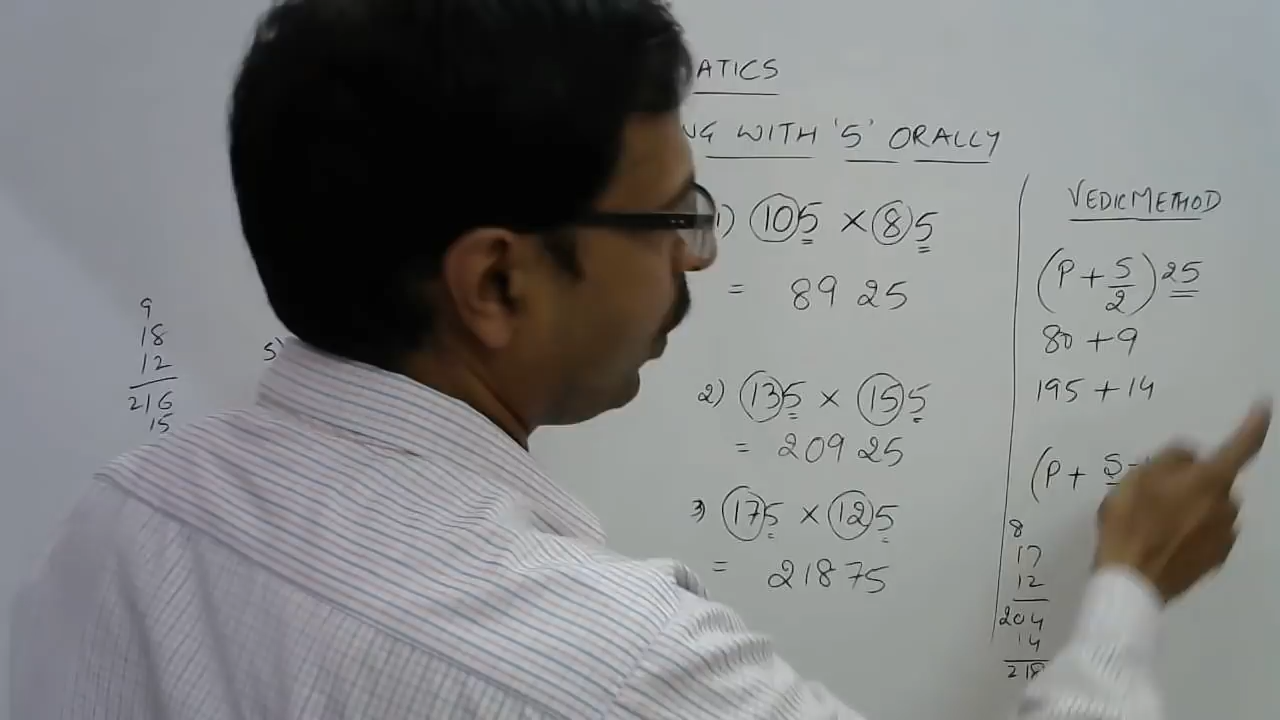 ATICS
WITH '5' ORALLY
1) 105 × 85
= 89 25
2) 135 × 155
= 209 25
3) 175 × 125
= 21875
VEDIC METHOD
(P + S/2) 25
80 + 9
195 + 14
(P + S-
8
17
12
204
14
218
9
18
12
216
15
5)